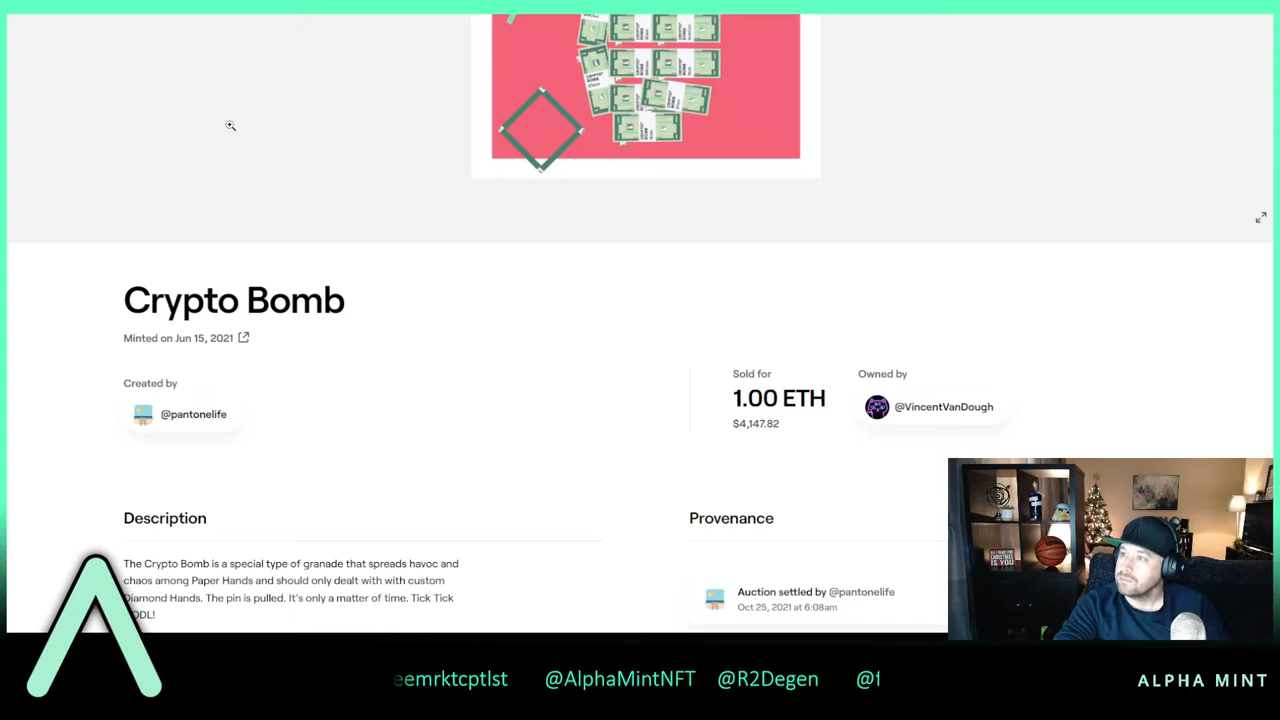 Crypto Bomb
Minted on Jun 15, 2021
Created by
@pantonelife
Sold for
1.00 ETH
$4,147.82
Owned by
@VincentVanDough
Description
The Crypto Bomb is a special type of granade that spreads havoc and
chaos among Paper Hands and should only dealt with with custom
Diamond Hands. The pin is pulled. It's only a matter of time. Tick Tick
Provenance
Auction settled by @pantonelife
Oct 25, 2021 at 6:08am
@AlphaMintNFT @R2Degen
ALPHA MINT